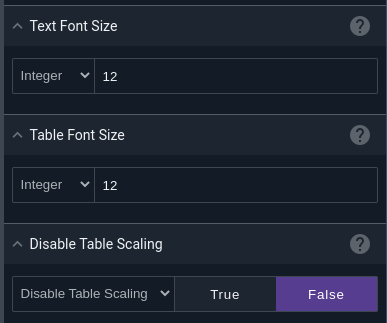 Text Font Size
?
Integer 12
Table Font Size
?
Integer 12
Disable Table Scaling
?
Disable Table Scaling True False